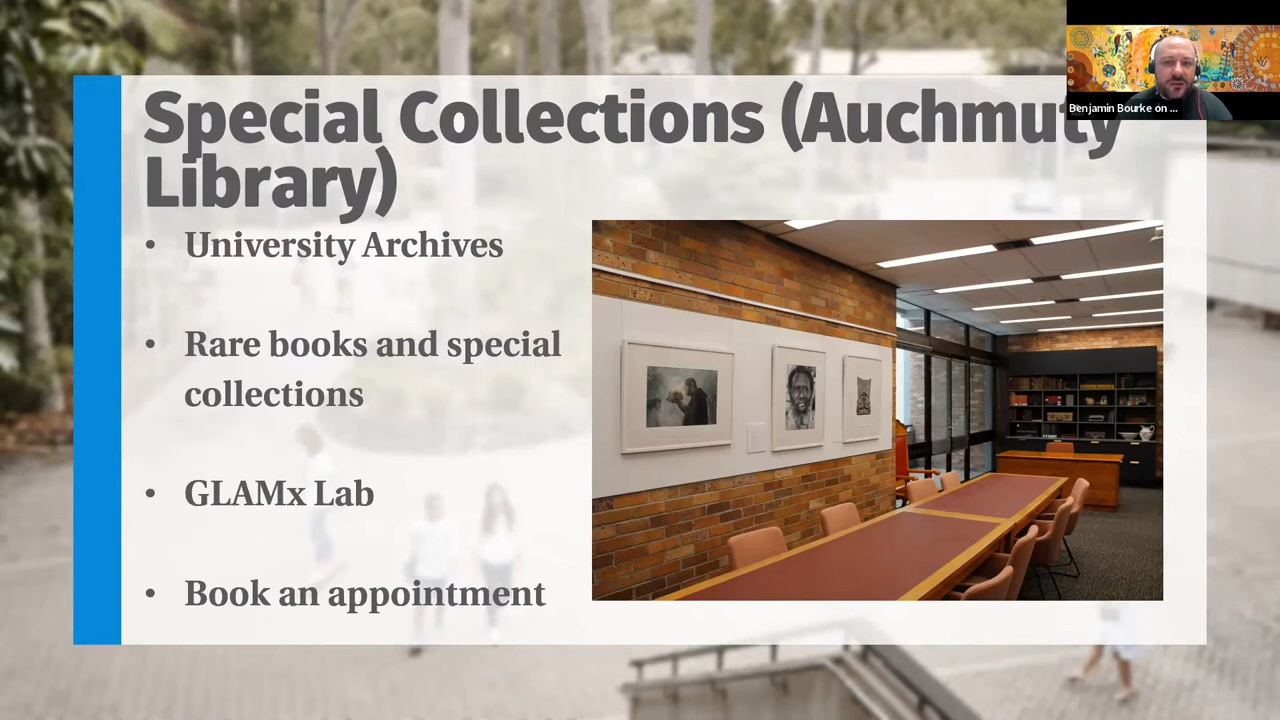 Special Collections (Auchmuty
Library)
• University Archives
• Rare books and special
collections
• GLAMx Lab
• Book an appointment
Benjamin Bourke on ...